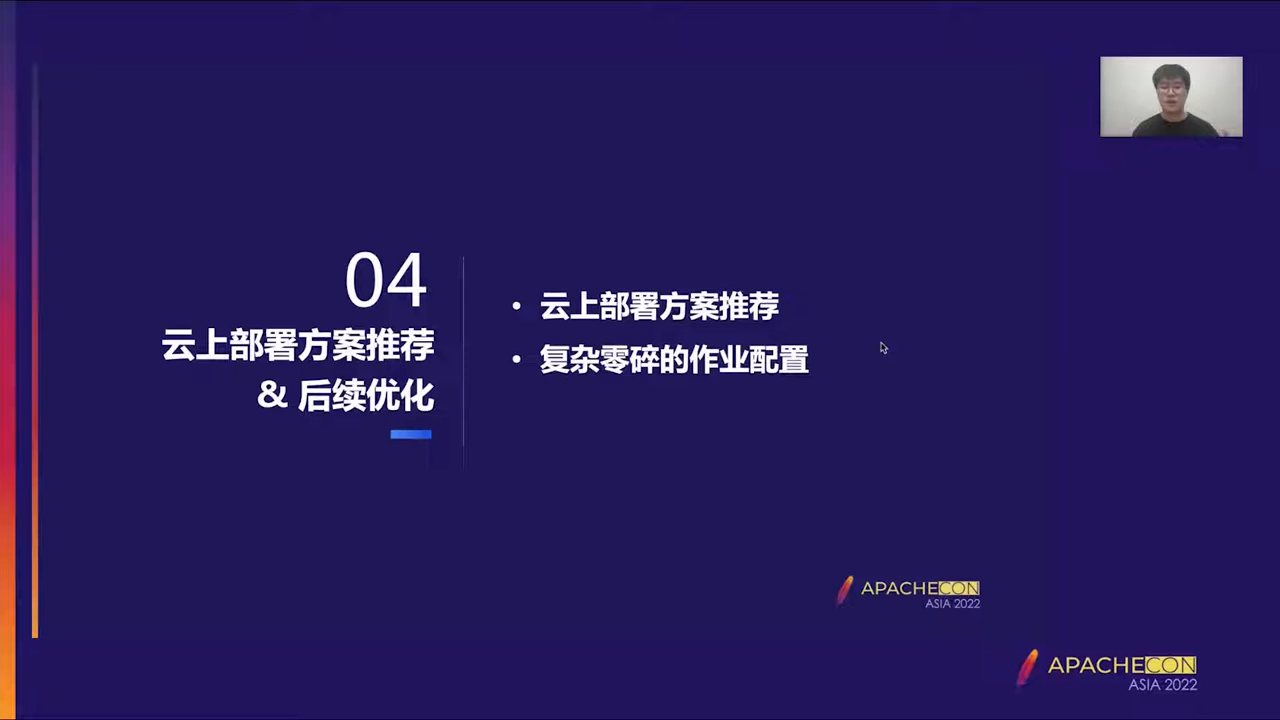 04
云上部署方案推荐
& 后续优化
• 云上部署方案推荐
• 复杂零碎的作业配置
APACHECON
ASIA 2022
APACHECON
ASIA 2022